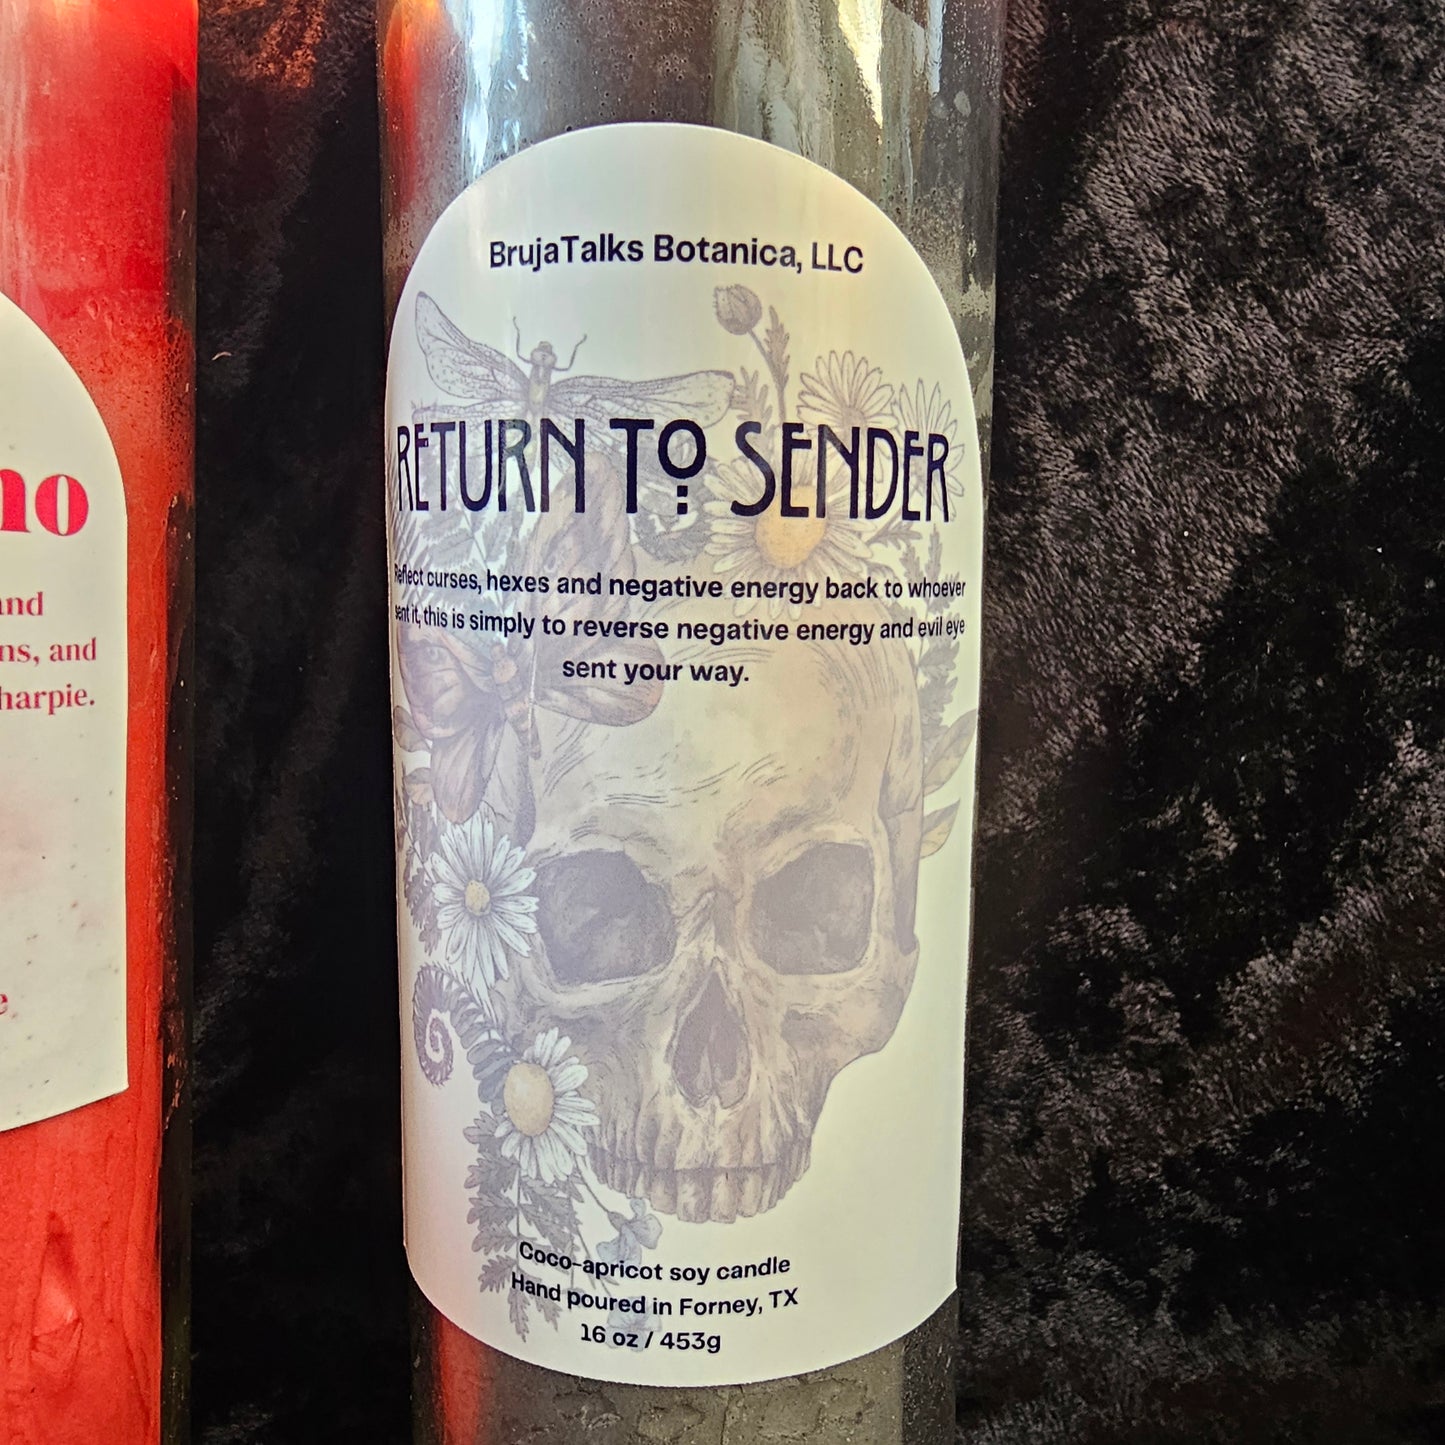 no
and
ns, and
harpie.
e
BrujaTalks Botanica, LLC
RETURN TO SENDER
Reflect curses, hexes and negative energy back to whoever
sent it, this is simply to reverse negative energy and evil eye
sent your way.
Coco-apricot soy candle
Hand poured in Forney, TX
16 oz / 453g